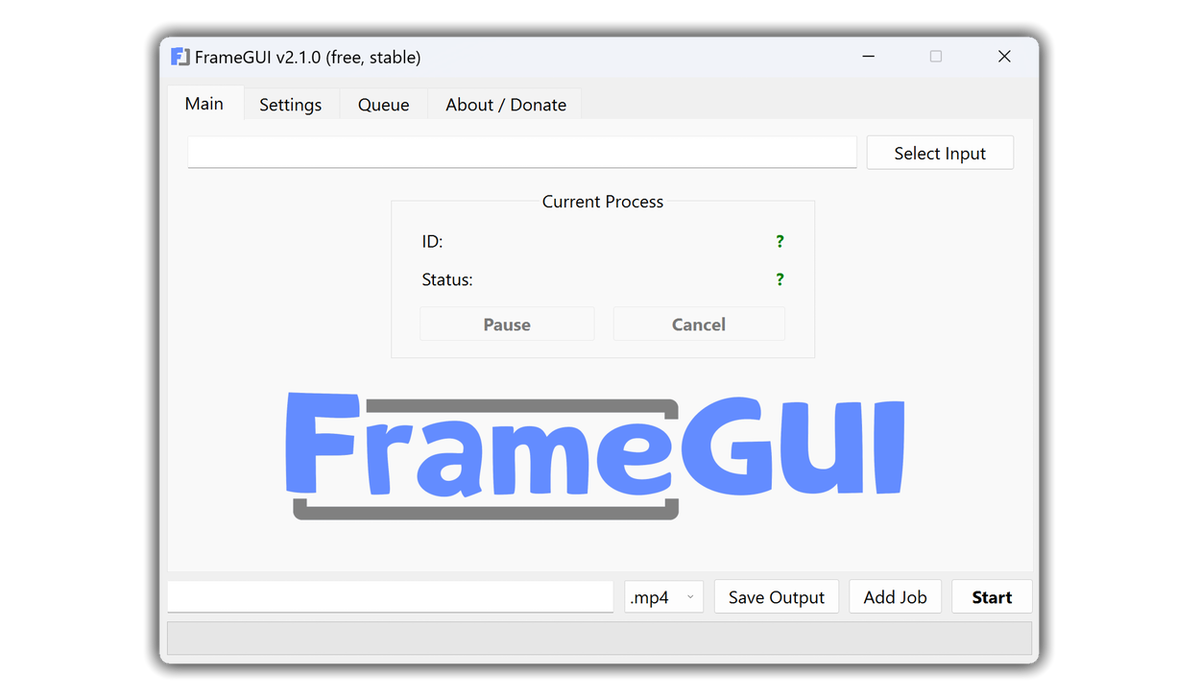 FrameGUI v2.1.0 (free, stable)
Main Settings Queue About / Donate
Select Input
Current Process
ID: ?
Status: ?
Pause Cancel
FrameGUI
.mp4 Save Output Add Job Start